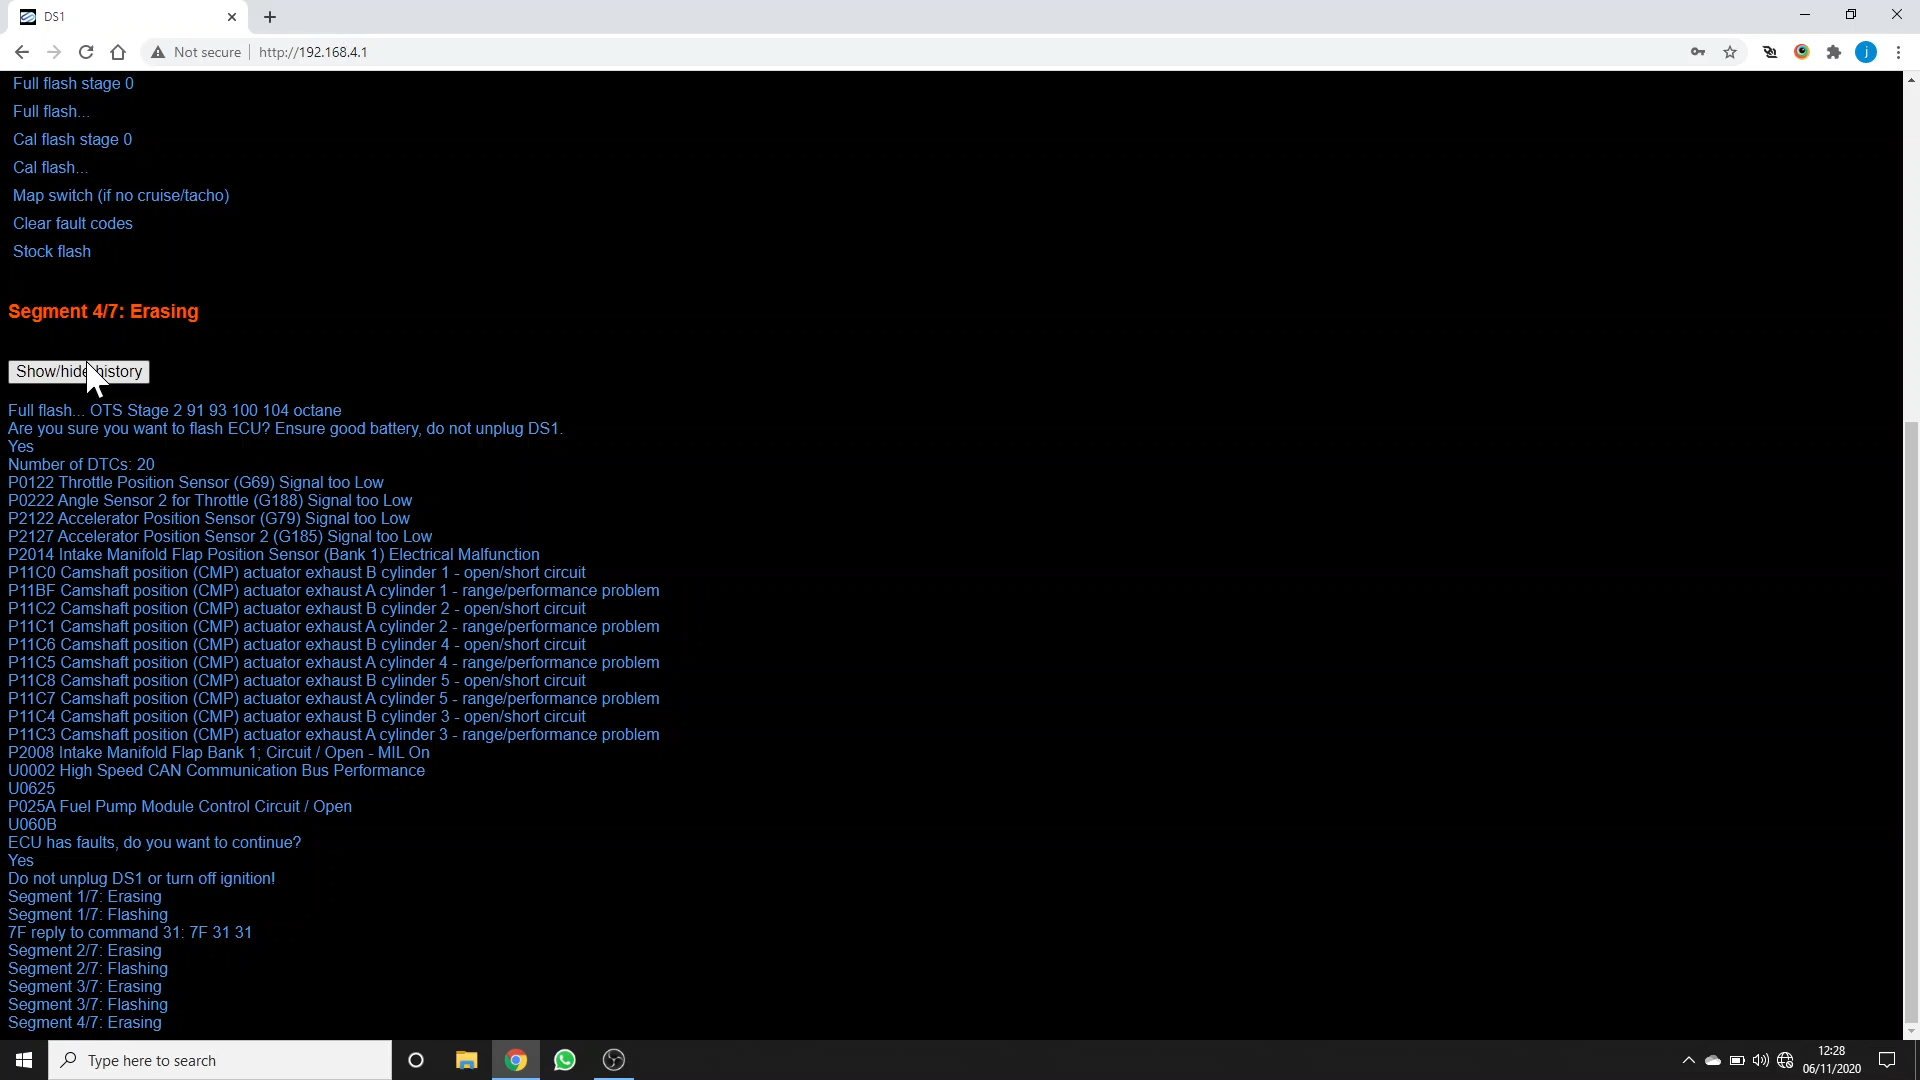 DS1
Not secure
http://192.168.4.1
j
Full flash stage 0
Full flash...
Cal flash stage 0
Cal flash...
Map switch (if no cruise/tacho)
Clear fault codes
Stock flash
Segment 4/7: Erasing
Show/hide history
Full flash... OTS Stage 2 91 93 100 104 octane
Are you sure you want to flash ECU? Ensure good battery, do not unplug DS1.
Yes
Number of DTCs: 20
P0122 Throttle Position Sensor (G69) Signal too Low
P0222 Angle Sensor 2 for Throttle (G188) Signal too Low
P2122 Accelerator Position Sensor (G79) Signal too Low
P2127 Accelerator Position Sensor 2 (G185) Signal too Low
P2014 Intake Manifold Flap Position Sensor (Bank 1) Electrical Malfunction
P11C0 Camshaft position (CMP) actuator exhaust B cylinder 1 - open/short circuit
P11BF Camshaft position (CMP) actuator exhaust A cylinder 1 - range/performance problem
P11C2 Camshaft position (CMP) actuator exhaust B cylinder 2 - open/short circuit
P11C1 Camshaft position (CMP) actuator exhaust A cylinder 2 - range/performance problem
P11C6 Camshaft position (CMP) actuator exhaust B cylinder 4 - open/short circuit
P11C5 Camshaft position (CMP) actuator exhaust A cylinder 4 - range/performance problem
P11C8 Camshaft position (CMP) actuator exhaust B cylinder 5 - open/short circuit
P11C7 Camshaft position (CMP) actuator exhaust A cylinder 5 - range/performance problem
P11C4 Camshaft position (CMP) actuator exhaust B cylinder 3 - open/short circuit
P11C3 Camshaft position (CMP) actuator exhaust A cylinder 3 - range/performance problem
P2008 Intake Manifold Flap Bank 1; Circuit / Open - MIL On
U0002 High Speed CAN Communication Bus Performance
U0625
P025A Fuel Pump Module Control Circuit / Open
U060B
ECU has faults, do you want to continue?
Yes
Do not unplug DS1 or turn off ignition!
Segment 1/7: Erasing
Segment 1/7: Flashing
7F reply to command 31: 7F 31 31
Segment 2/7: Erasing
Segment 2/7: Flashing
Segment 3/7: Erasing
Segment 3/7: Flashing
Segment 4/7: Erasing
Type here to search
12:28
06/11/2020